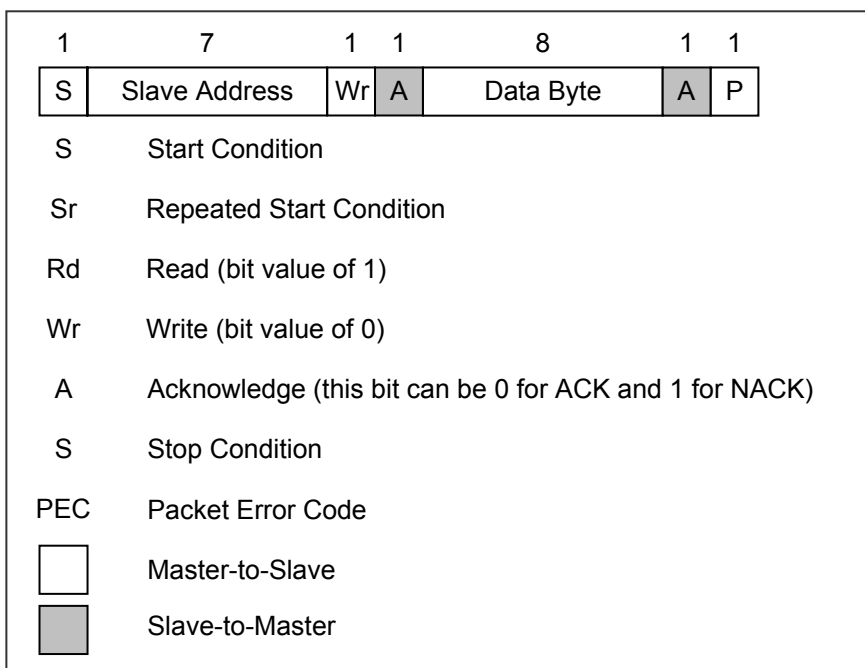 1 7 1 1 8 1 1
S Slave Address Wr A Data Byte A P
S Start Condition
Sr Repeated Start Condition
Rd Read (bit value of 1)
Wr Write (bit value of 0)
A Acknowledge (this bit can be 0 for ACK and 1 for NACK)
S Stop Condition
PEC Packet Error Code
Master-to-Slave
Slave-to-Master